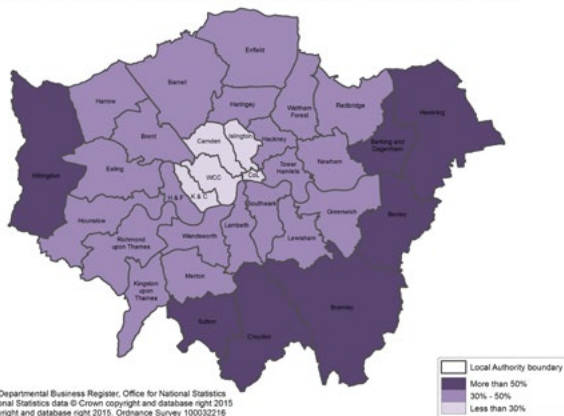 Enfield
Barnet
Harrow
Haringey
Waltham
Forest
Redbridge
Havering
Brent
Camden
Islington
Hackney
Barking and
Dagenham
Hillingdon
Ealing
WCC
CoL
Tower
Hamlets
Newham
H & F
K & C
Southwark
Hounslow
Greenwich
Bexley
Richmond
upon Thames
Wandsworth
Lambeth
Lewisham
Merton
Kingston
upon
Thames
Sutton
Croydon
Bromley
Departmental Business Register, Office for National Statistics
onal Statistics data © Crown copyright and database right 2015
right and database right 2015. Ordnance Survey 100032216
Local Authority boundary
More than 50%
30% - 50%
Less than 30%